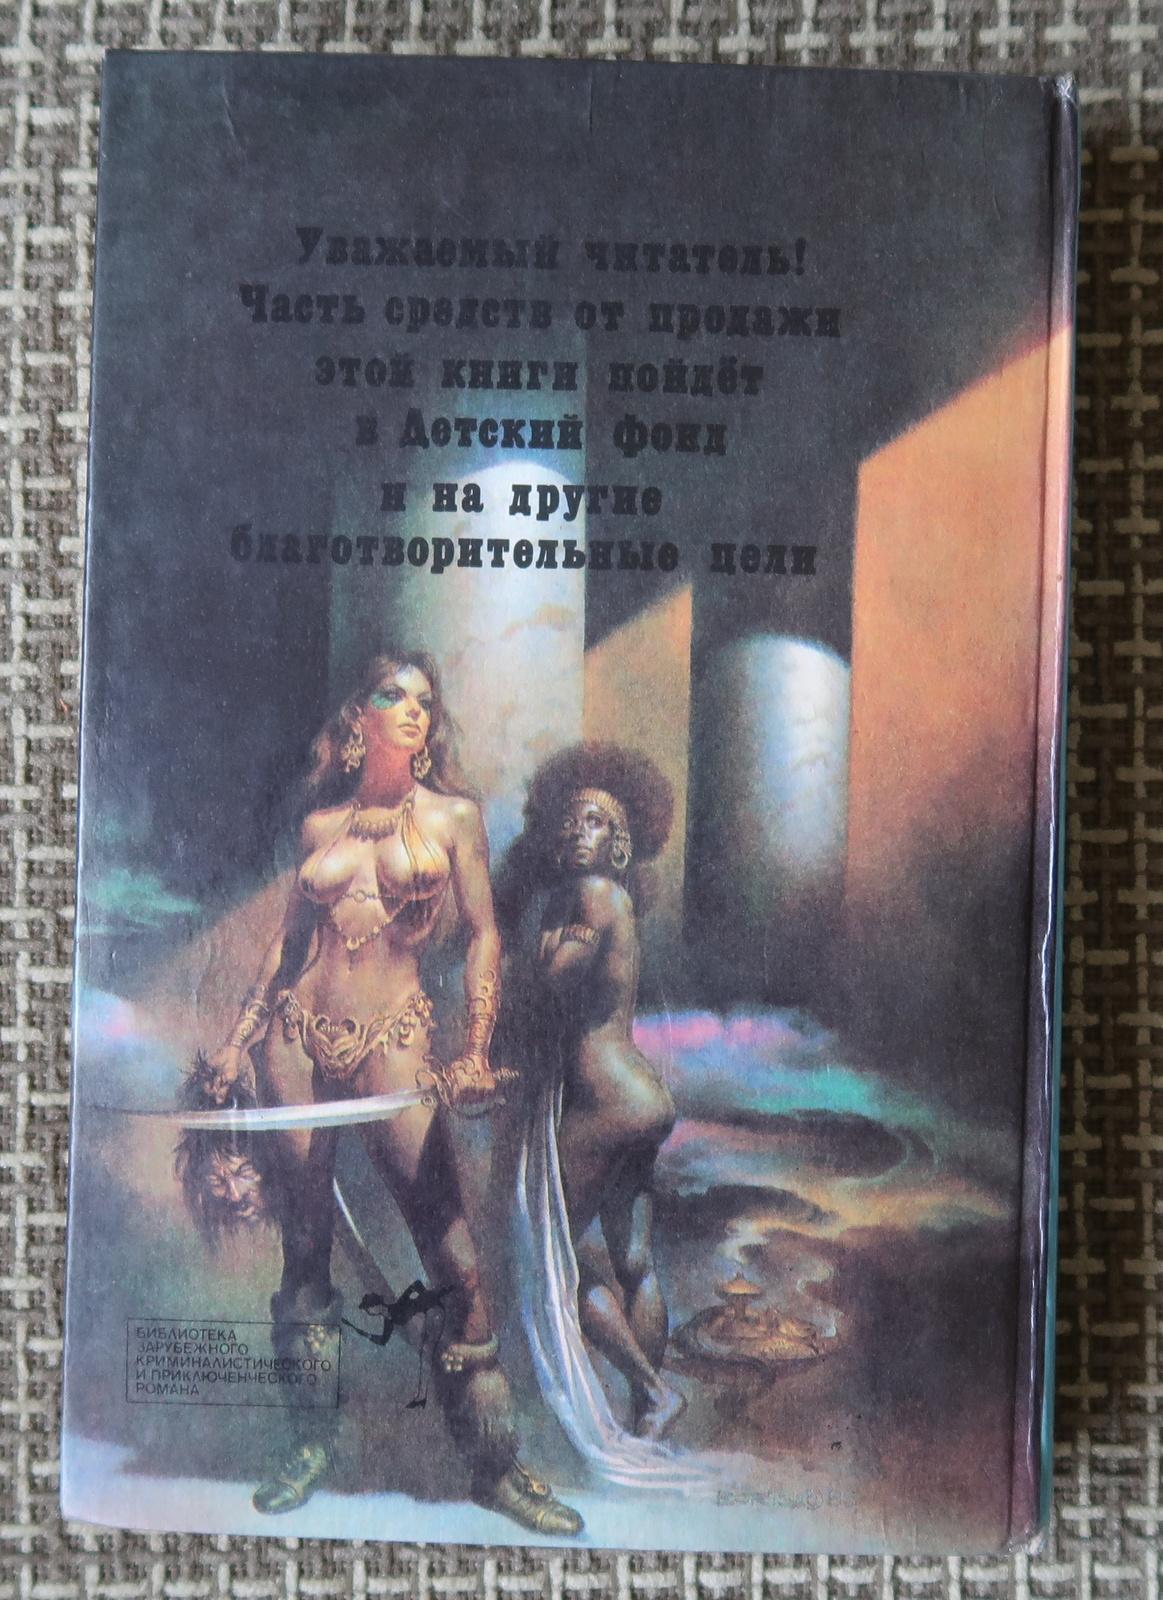 Уважаемый читатель!
Часть средств от продажи
этой книги пойдёт
в Детский фонд
и на другие
благотворительные цели
БИБЛИОТЕКА
ЗАРУБЕЖНОГО
КРИМИНАЛИСТИЧЕСКОГО
И ПРИКЛЮЧЕНЧЕСКОГО
РОМАНА